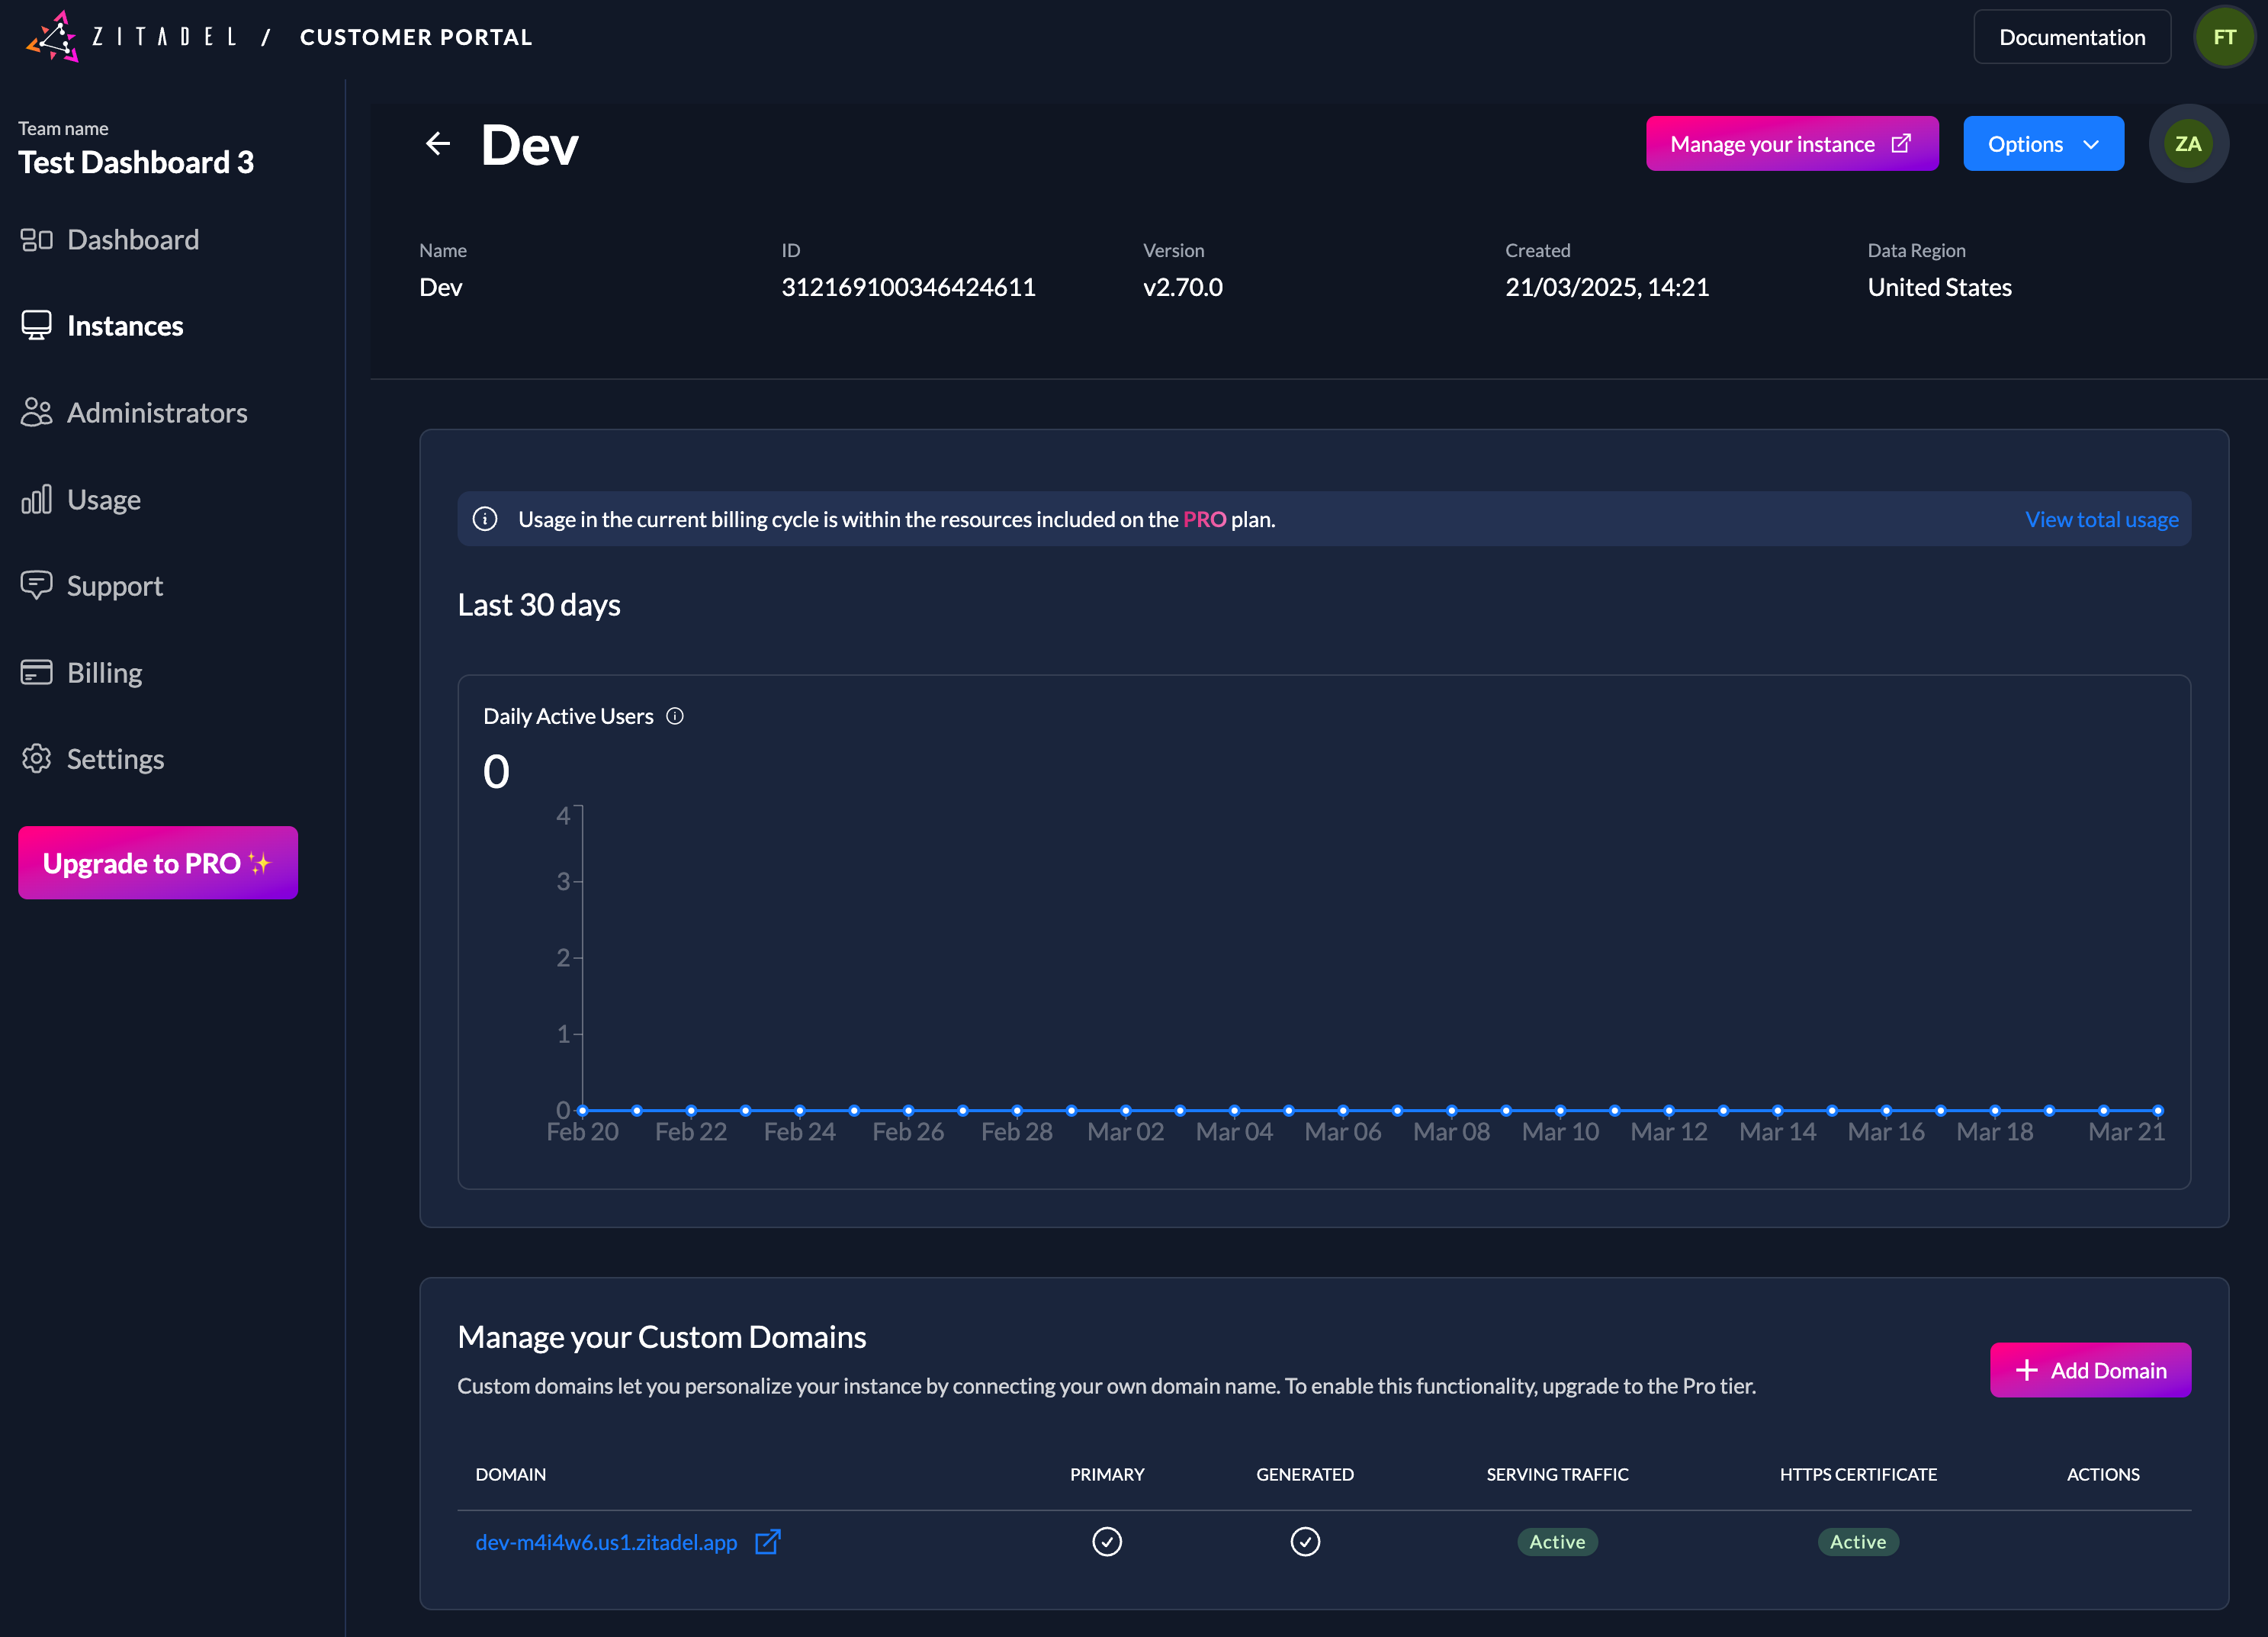 ZITADEL / CUSTOMER PORTAL
Documentation
FT
Team name
Test Dashboard 3
Dashboard
Instances
Administrators
Usage
Support
Billing
Settings
Upgrade to PRO ✨
Dev
Manage your instance
Options
ZA
Name
Dev
ID
312169100346424611
Version
v2.70.0
Created
21/03/2025, 14:21
Data Region
United States
Usage in the current billing cycle is within the resources included on the PRO plan.
View total usage
Last 30 days
Daily Active Users
0
4
3
2
1
0
Feb 20 Feb 22 Feb 24 Feb 26 Feb 28 Mar 02 Mar 04 Mar 06 Mar 08 Mar 10 Mar 12 Mar 14 Mar 16 Mar 18 Mar 21
Manage your Custom Domains
Custom domains let you personalize your instance by connecting your own domain name. To enable this functionality, upgrade to the Pro tier.
Add Domain
DOMAIN PRIMARY GENERATED SERVING TRAFFIC HTTPS CERTIFICATE ACTIONS
dev-m4i4w6.us1.zitadel.app Active Active